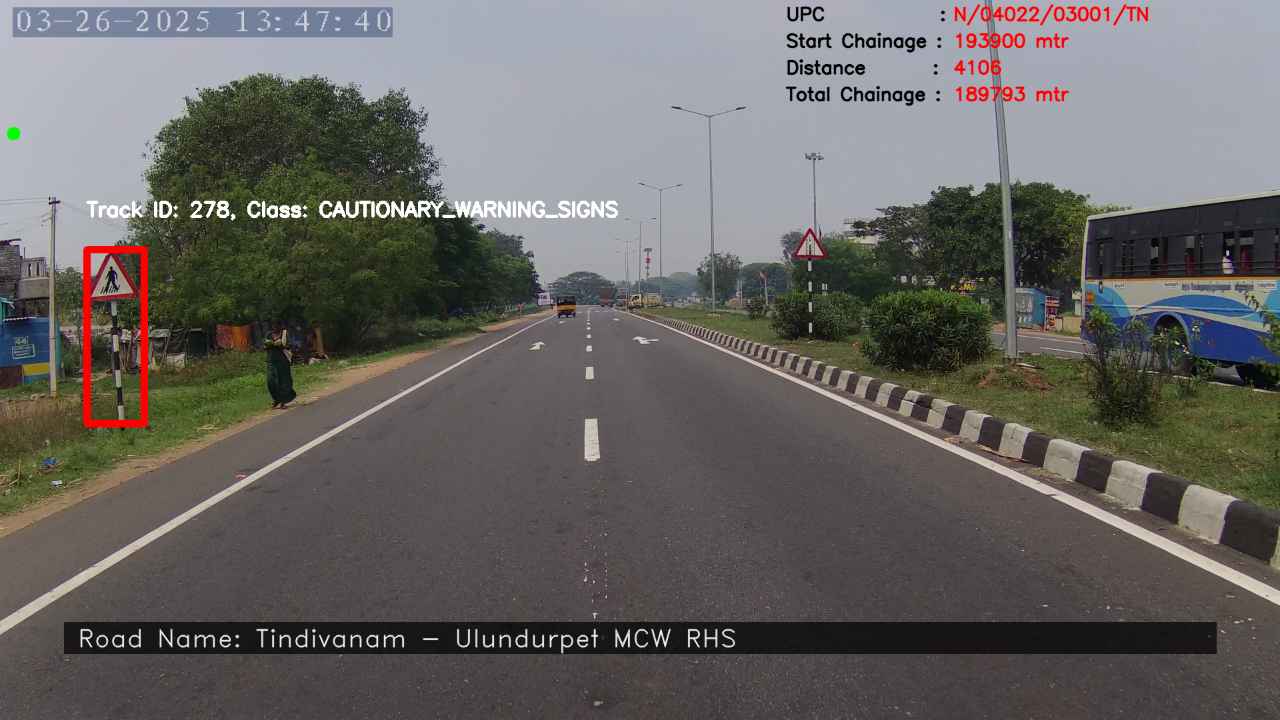 03-26-2025 13:47:40
UPC : N/04022/03001/TN
Start Chainage : 193900 mtr
Distance : 4106
Total Chainage : 189793 mtr
Track ID: 278, Class: CAUTIONARY_WARNING_SIGNS
Road Name: Tindivanam - Ulundurpet MCW RHS